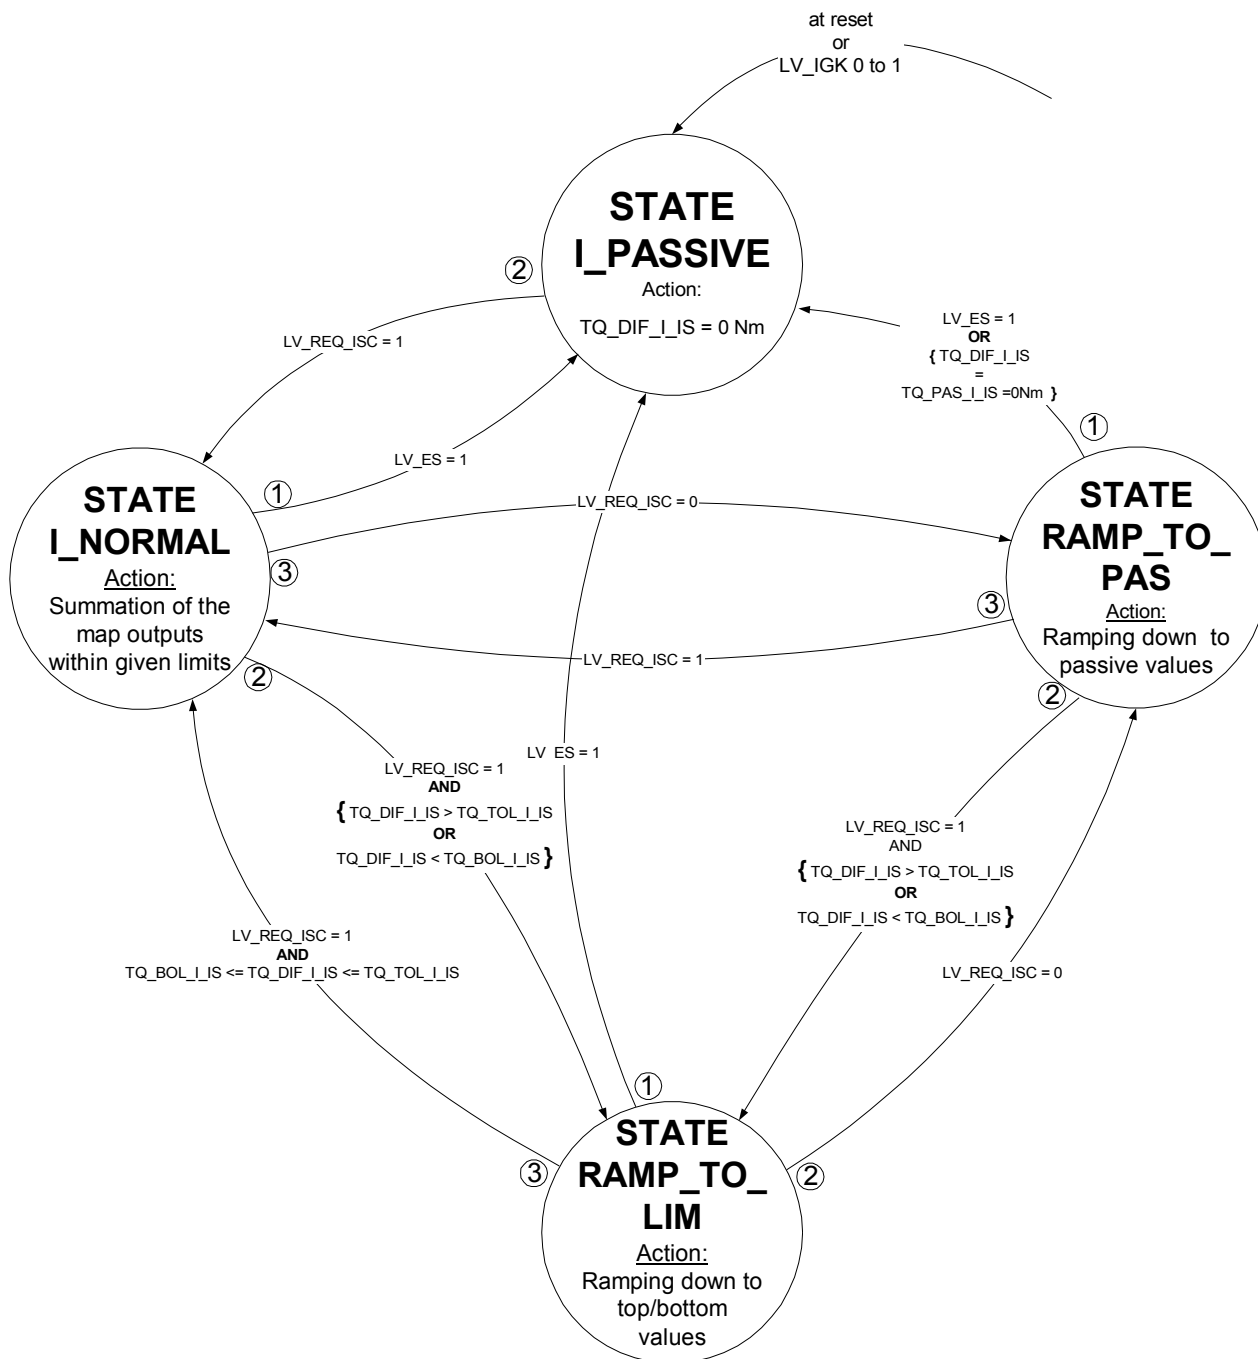 at reset
or
LV_IGK 0 to 1
STATE
I_PASSIVE
Action:
TQ_DIF_I_IS = 0 Nm
2
LV_REQ_ISC = 1
LV_ES = 1
OR
{ TQ_DIF_I_IS
=
TQ_PAS_I_IS =0Nm }
1
LV_ES = 1
1
STATE
I_NORMAL
Action:
Summation of the
map outputs
within given limits
3
2
LV_REQ_ISC = 0
STATE
RAMP_TO_
PAS
Action:
Ramping down to
passive values
3
2
LV_REQ_ISC = 1
LV_REQ_ISC = 1
AND
{ TQ_DIF_I_IS > TQ_TOL_I_IS
OR
TQ_DIF_I_IS < TQ_BOL_I_IS }
LV ES = 1
LV_REQ_ISC = 1
AND
{ TQ_DIF_I_IS > TQ_TOL_I_IS
OR
TQ_DIF_I_IS < TQ_BOL_I_IS }
LV_REQ_ISC = 1
AND
TQ_BOL_I_IS <= TQ_DIF_I_IS <= TQ_TOL_I_IS
LV_REQ_ISC = 0
1
3
2
STATE
RAMP_TO_
LIM
Action:
Ramping down to
top/bottom
values